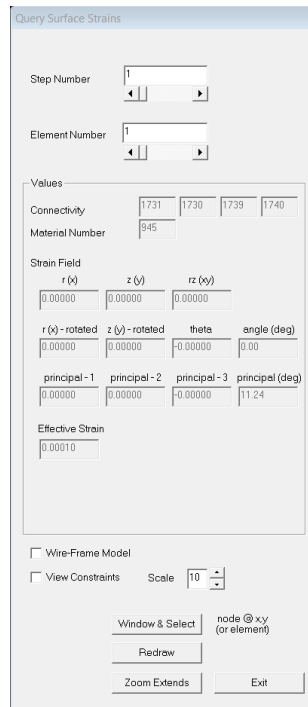 Query Surface Strains
Step Number 1
Element Number 1
Values
Connectivity 1731 1730 1739 1740
Material Number 945
Strain Field
r (x) z (y) rz (xy)
0.00000 0.00000 0.00000
r (x) - rotated z (y) - rotated theta angle (deg)
0.00000 0.00000 -0.00000 0.00
principal - 1 principal - 2 principal - 3 principal (deg)
0.00000 0.00000 -0.00000 11.24
Effective Strain
0.00010
Wire-Frame Model
View Constraints Scale 10
Window & Select node @ x,y
(or element)
Redraw
Zoom Extends Exit